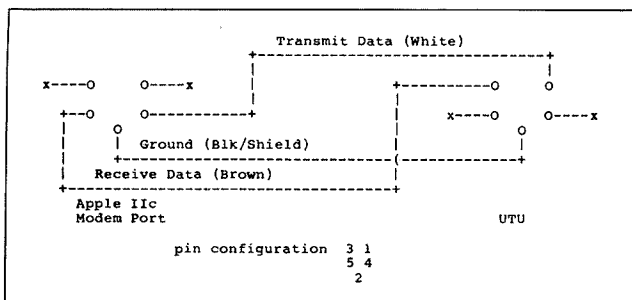 Transmit Data (White)
x----O O----x
O O
O O
x----O O----x
O
O
Ground (Blk/Shield)
Receive Data (Brown)
Apple IIc
Modem Port
UTU
pin configuration 3 1
5 4
2